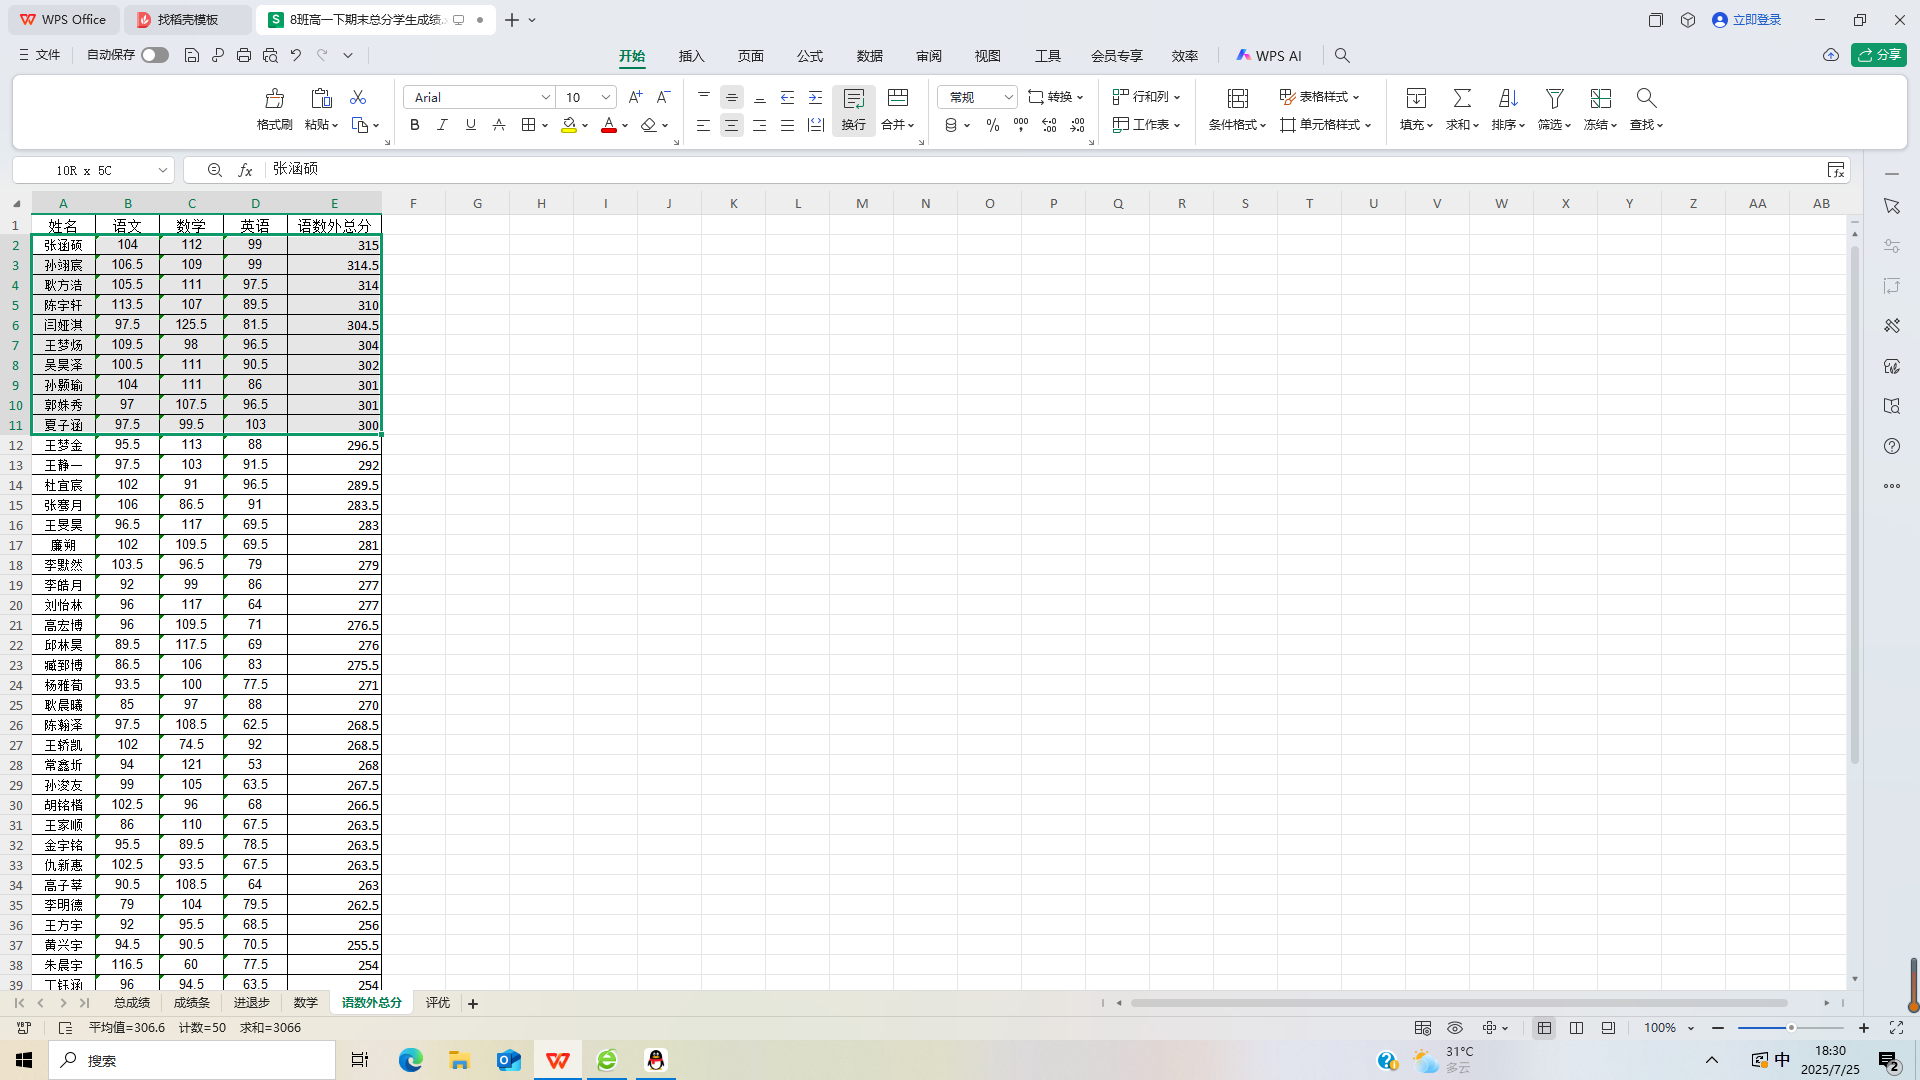 WPS Office 找稻壳模板 8班高一下期末总分学生成绩. 立即登录
文件 自动保存 开始 插入 页面 公式 数据 审阅 视图 工具 会员专享 效率 WPS AI 分享
Arial 10 常规 转换 行和列 表格样式
格式刷 粘贴 换行 合并 工作表 条件格式 单元格样式 填充 求和 排序 筛选 冻结 查找
10R x 5C fx 张涵硕
A B C D E F G H I J K L M N O P Q R S T U V W X Y Z AA AB
1 姓名 语文 数学 英语 语数外总分
2 张涵硕 104 112 99 315
3 孙翊宸 106.5 109 99 314.5
4 耿方浩 105.5 111 97.5 314
5 陈宇轩 113.5 107 89.5 310
6 闫娅淇 97.5 125.5 81.5 304.5
7 王梦炀 109.5 98 96.5 304
8 吴昊泽 100.5 111 90.5 302
9 孙颢瑜 104 111 86 301
10 郭姝秀 97 107.5 96.5 301
11 夏子涵 97.5 99.5 103 300
12 王梦金 95.5 113 88 296.5
13 王静一 97.5 103 91.5 292
14 杜宜宸 102 91 96.5 289.5
15 张骞月 106 86.5 91 283.5
16 王旻昊 96.5 117 69.5 283
17 廉朔 102 109.5 69.5 281
18 李默然 103.5 96.5 79 279
19 李皓月 92 99 86 277
20 刘怡林 96 117 64 277
21 高宏博 96 109.5 71 276.5
22 邱林昊 89.5 117.5 69 276
23 臧郅博 86.5 106 83 275.5
24 杨雅荀 93.5 100 77.5 271
25 耿晨曦 85 97 88 270
26 陈翰泽 97.5 108.5 62.5 268.5
27 王轿凯 102 74.5 92 268.5
28 常鑫圻 94 121 53 268
29 孙浚友 99 105 63.5 267.5
30 胡铭楷 102.5 96 68 266.5
31 王家顺 86 110 67.5 263.5
32 金宇铭 95.5 89.5 78.5 263.5
33 仇新惠 102.5 93.5 67.5 263.5
34 高子莘 90.5 108.5 64 263
35 李明德 79 104 79.5 262.5
36 王方宇 92 95.5 68.5 256
37 黄兴宇 94.5 90.5 70.5 255.5
38 朱晨宇 116.5 60 77.5 254
39 丁钰涵 96 94.5 63.5 254
总成绩 成绩条 进退步 数学 语数外总分 评优
平均值=306.6 计数=50 求和=3066 100%
搜索 31°C 多云 中 18:30 2025/7/25 2